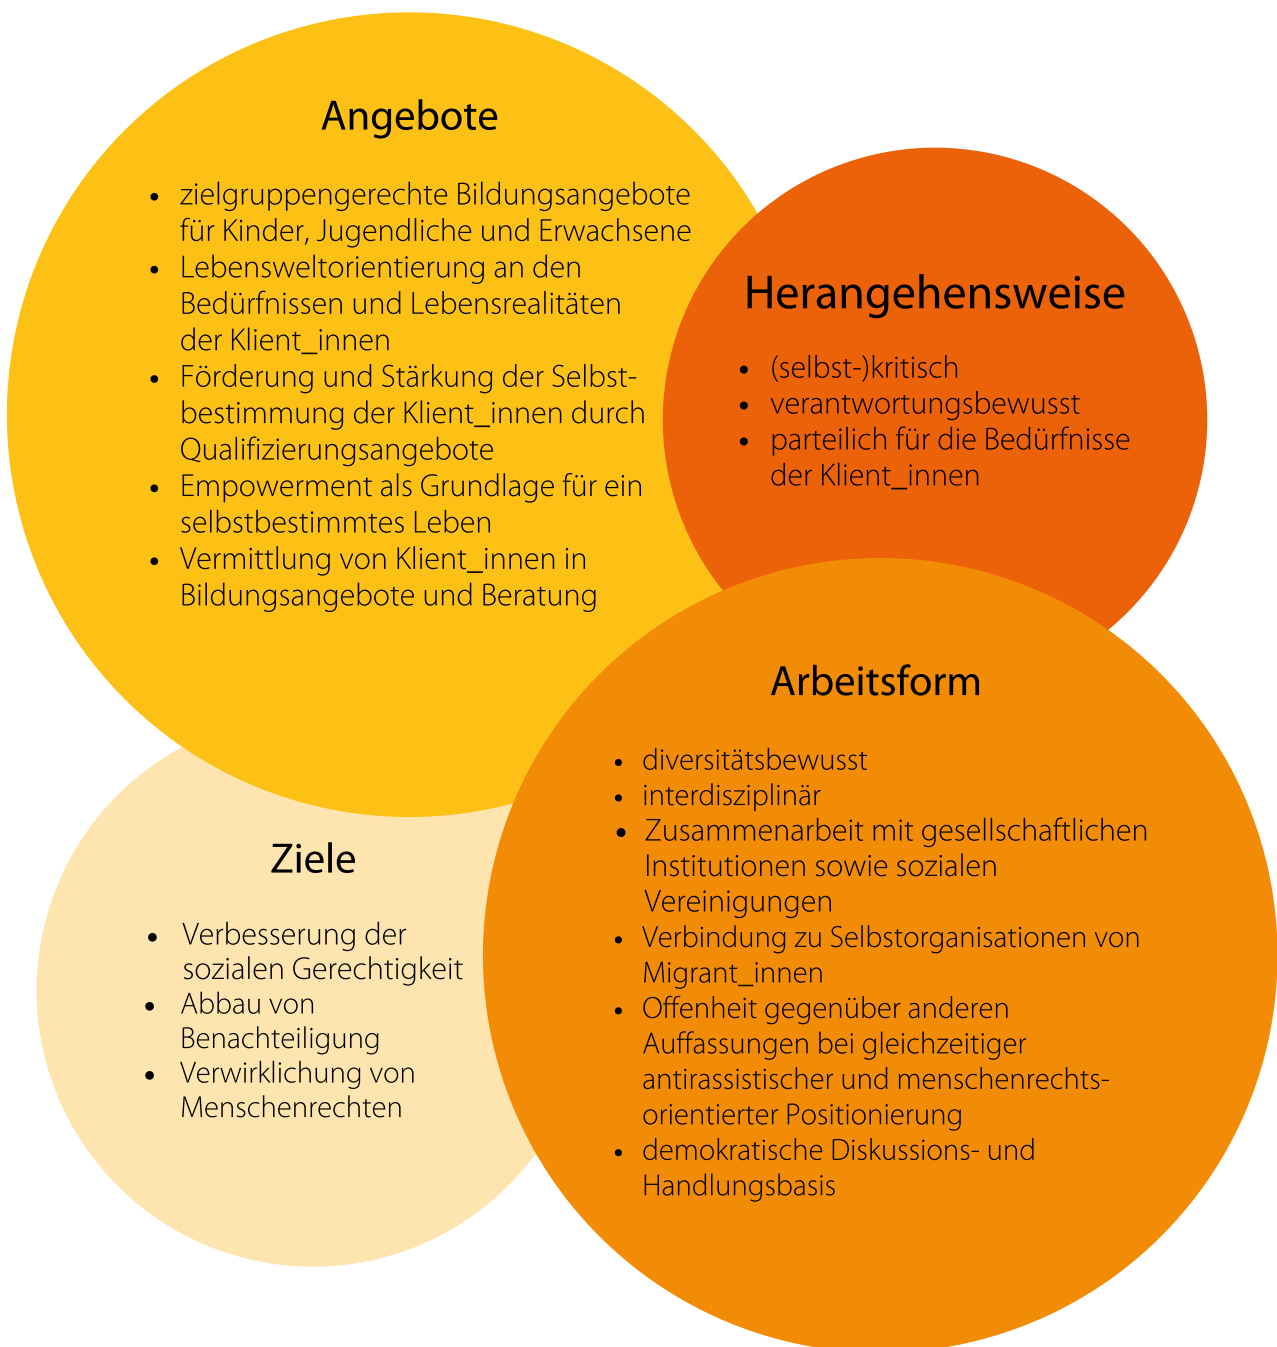 Angebote
• zielgruppengerechte Bildungsangebote
für Kinder, Jugendliche und Erwachsene
• Lebensweltorientierung an den
Bedürfnissen und Lebensrealitäten
der Klient_innen
• Förderung und Stärkung der Selbst-
bestimmung der Klient_innen durch
Qualifizierungsangebote
• Empowerment als Grundlage für ein
selbstbestimmtes Leben
• Vermittlung von Klient_innen in
Bildungsangebote und Beratung
Herangehensweise
• (selbst-)kritisch
• verantwortungsbewusst
• parteilich für die Bedürfnisse
der Klient_innen
Arbeitsform
• diversitätsbewusst
• interdisziplinär
• Zusammenarbeit mit gesellschaftlichen
Institutionen sowie sozialen
Vereinigungen
• Verbindung zu Selbstorganisationen von
Migrant_innen
• Offenheit gegenüber anderen
Auffassungen bei gleichzeitiger
antirassistischer und menschenrechts-
orientierter Positionierung
• demokratische Diskussions- und
Handlungsbasis
Ziele
• Verbesserung der
sozialen Gerechtigkeit
• Abbau von
Benachteiligung
• Verwirklichung von
Menschenrechten